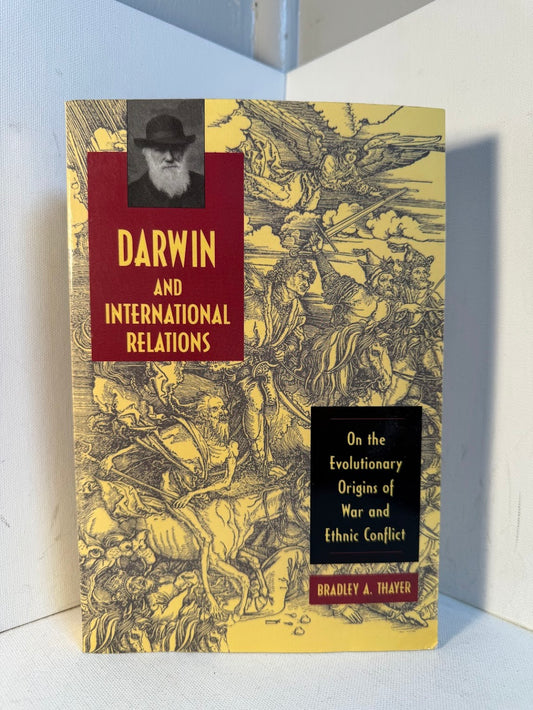 DARWIN
AND
INTERNATIONAL
RELATIONS
On the
Evolutionary
Origins of
War and
Ethnic Conflict
BRADLEY A. THAYER